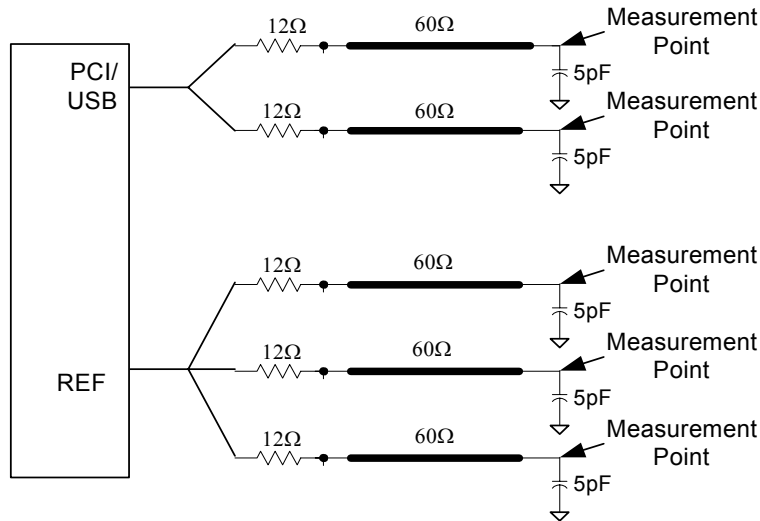 12Ω 60Ω Measurement
Point
PCI/
USB
5pF
12Ω 60Ω Measurement
Point
5pF
12Ω 60Ω Measurement
Point
5pF
REF
12Ω 60Ω Measurement
Point
5pF
12Ω 60Ω Measurement
Point
5pF